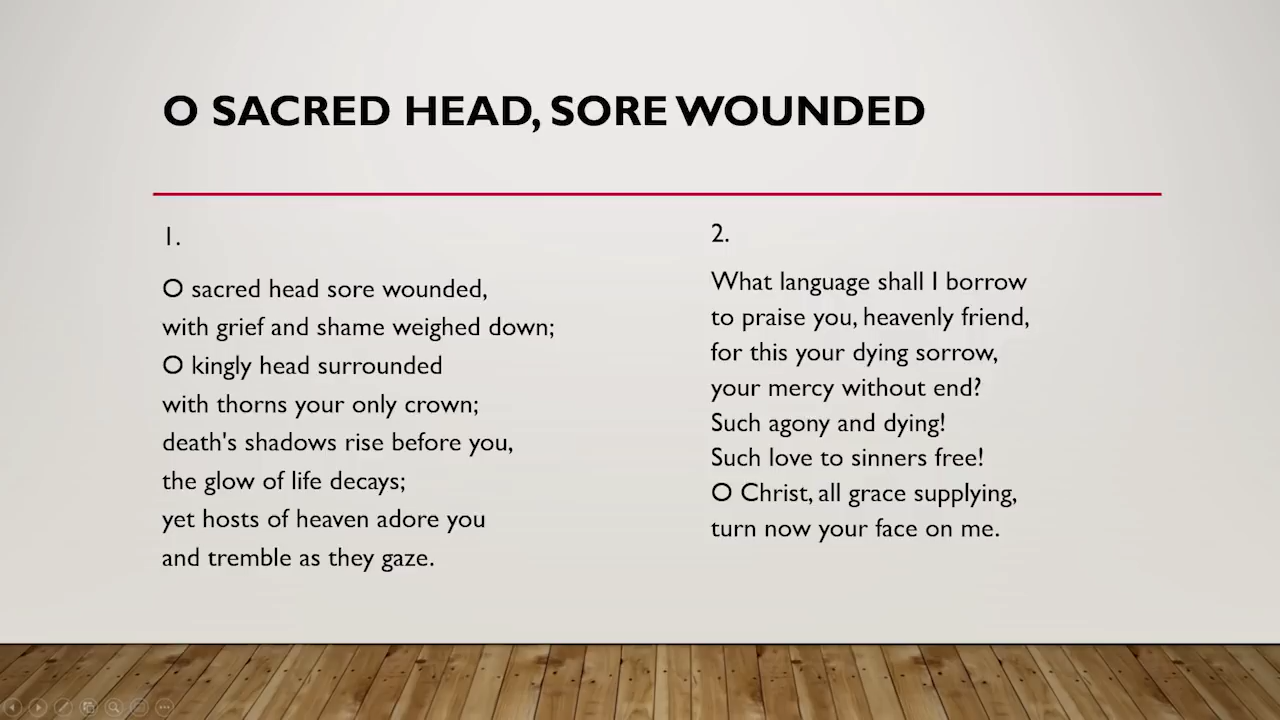 O SACRED HEAD, SORE WOUNDED
1.
O sacred head sore wounded,
with grief and shame weighed down;
O kingly head surrounded
with thorns your only crown;
death's shadows rise before you,
the glow of life decays;
yet hosts of heaven adore you
and tremble as they gaze.
2.
What language shall I borrow
to praise you, heavenly friend,
for this your dying sorrow,
your mercy without end?
Such agony and dying!
Such love to sinners free!
O Christ, all grace supplying,
turn now your face on me.